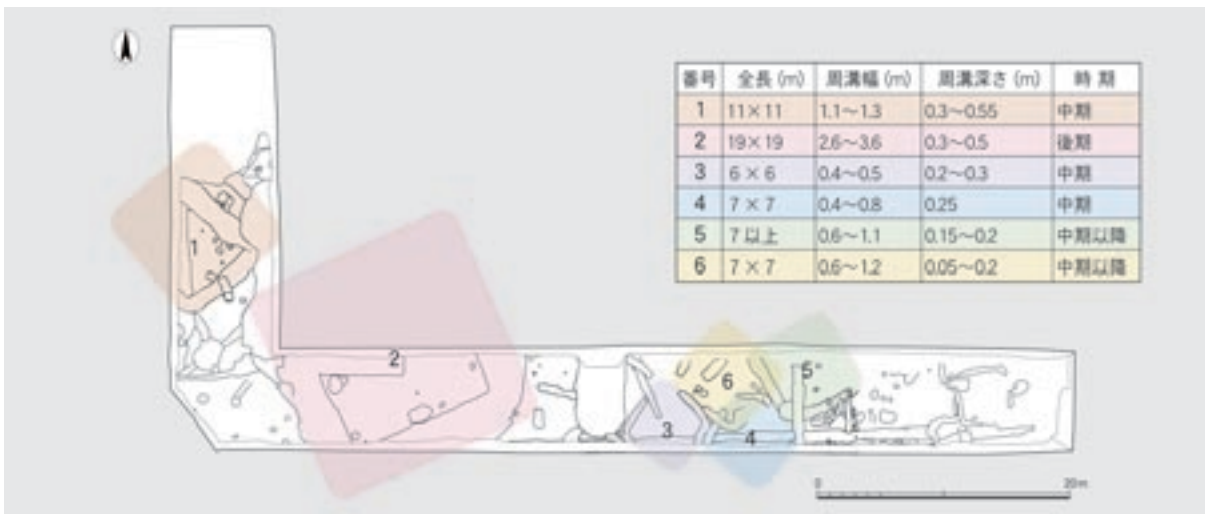 番号 全長(m) 周溝幅(m) 周溝深さ(m) 時期
1 11×11 1.1〜1.3 0.3〜0.55 中期
2 19×19 2.6〜3.6 0.3〜0.5 後期
3 6×6 0.4〜0.5 0.2〜0.3 中期
4 7×7 0.4〜0.8 0.25 中期
5 7以上 0.6〜1.1 0.15〜0.2 中期以降
6 7×7 0.6〜1.2 0.05〜0.2 中期以降
1
2
6
5
3
4
0 20m